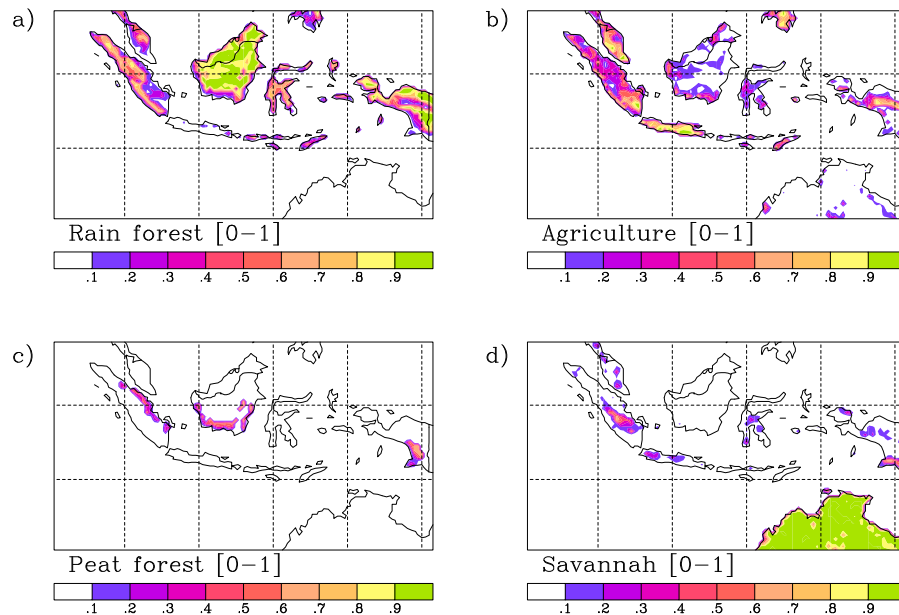 a)
b)
Rain forest [0-1]
.1 .2 .3 .4 .5 .6 .7 .8 .9
Agriculture [0-1]
.1 .2 .3 .4 .5 .6 .7 .8 .9
c)
d)
Peat forest [0-1]
.1 .2 .3 .4 .5 .6 .7 .8 .9
Savannah [0-1]
.1 .2 .3 .4 .5 .6 .7 .8 .9